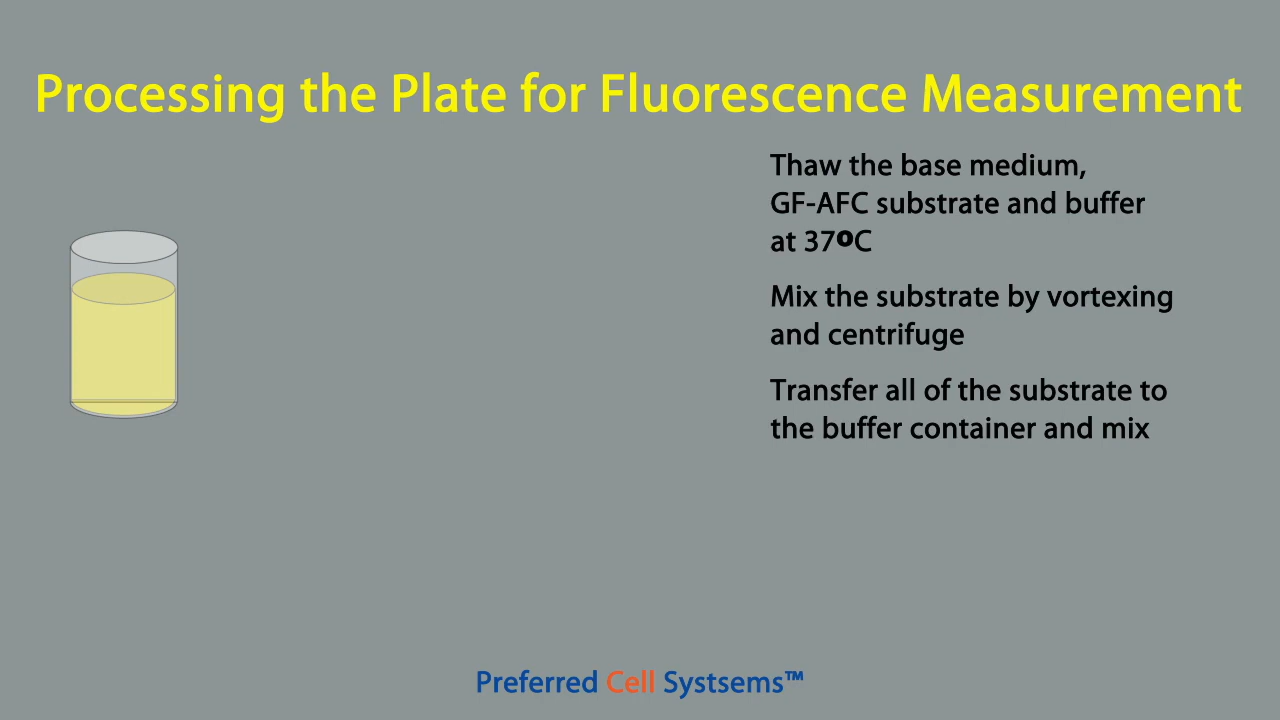 Processing the Plate for Fluorescence Measurement
Thaw the base medium,
GF-AFC substrate and buffer
at 37ºC
Mix the substrate by vortexing
and centrifuge
Transfer all of the substrate to
the buffer container and mix
Preferred Cell Systsems™